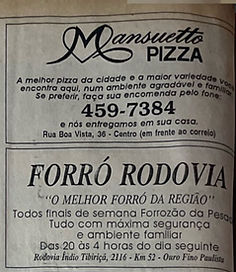 Mansuetto
PIZZA
A melhor pizza da cidade e a maior variedade você
encontra aqui, num ambiente agradável e familiar
Se preferir, faça sua encomenda pelo fone:
459-7384
e nós entregamos em sua casa.
Rua Boa Vista, 36 - Centro (em frente ao correio)
FORRÓ RODOVIA
"O MELHOR FORRÓ DA REGIÃO"
Todos finais de semana Forrozão da Pesada
Tudo com máxima segurança
e ambiente familiar
Das 20 às 4 horas do dia seguinte
Rodovia Índio Tibiriçá, 2116 - Km 52 - Ouro Fino Paulista